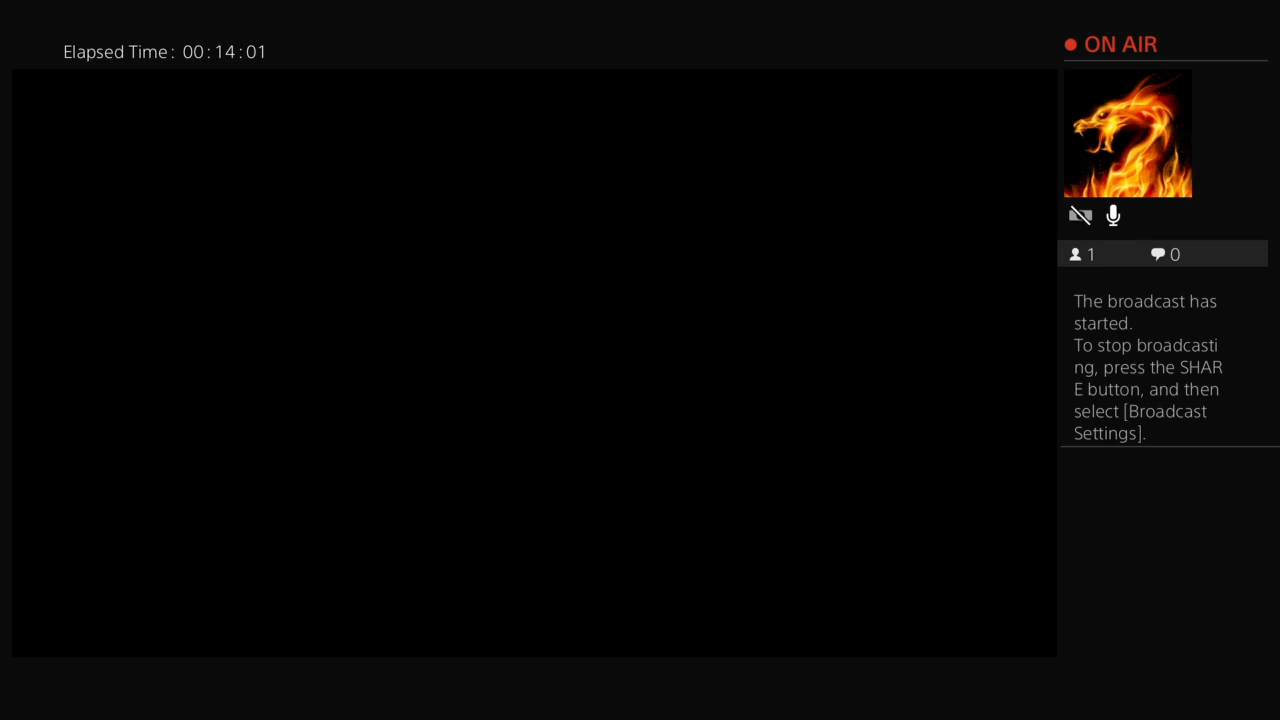 Elapsed Time: 00:14:01
ON AIR
1
0
The broadcast has
started.
To stop broadcasti
ng, press the SHAR
E button, and then
select [Broadcast
Settings].